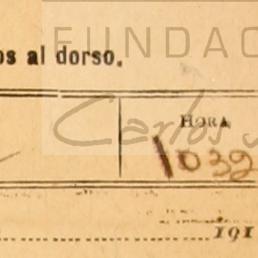 FUNDAC
os al dorso.
Carlos
HORA
1039
191